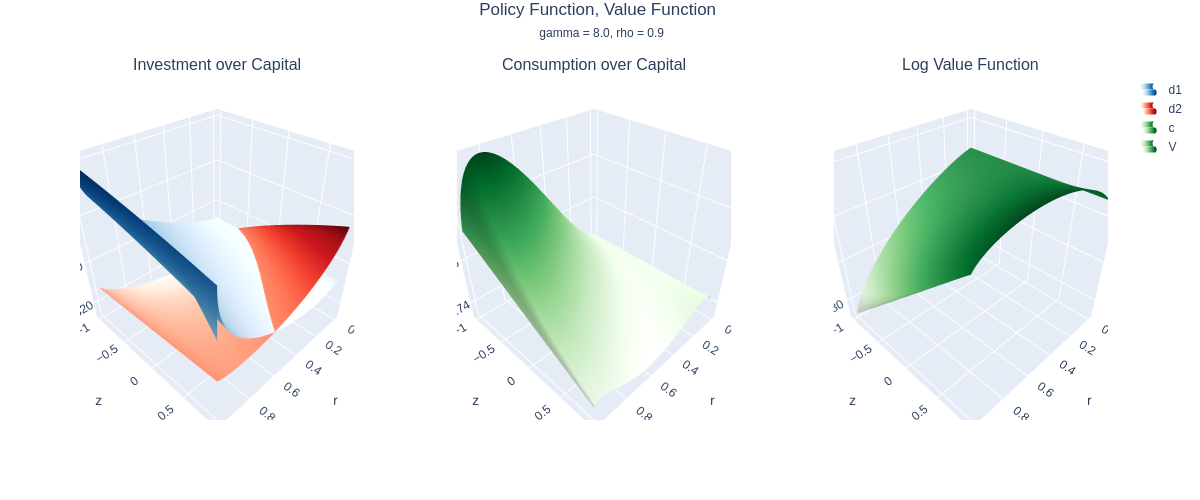 Policy Function, Value Function
gamma = 8.0, rho = 0.9
Investment over Capital
Consumption over Capital
Log Value Function
d1
d2
c
V
−1
−0.5
0
0.5
z
0.8
0.6
0.4
0.2
r
−1
−0.5
0
0.5
z
0.8
0.6
0.4
0.2
r
−1
−0.5
0
0.5
z
0.8
0.6
0.4
0.2
r